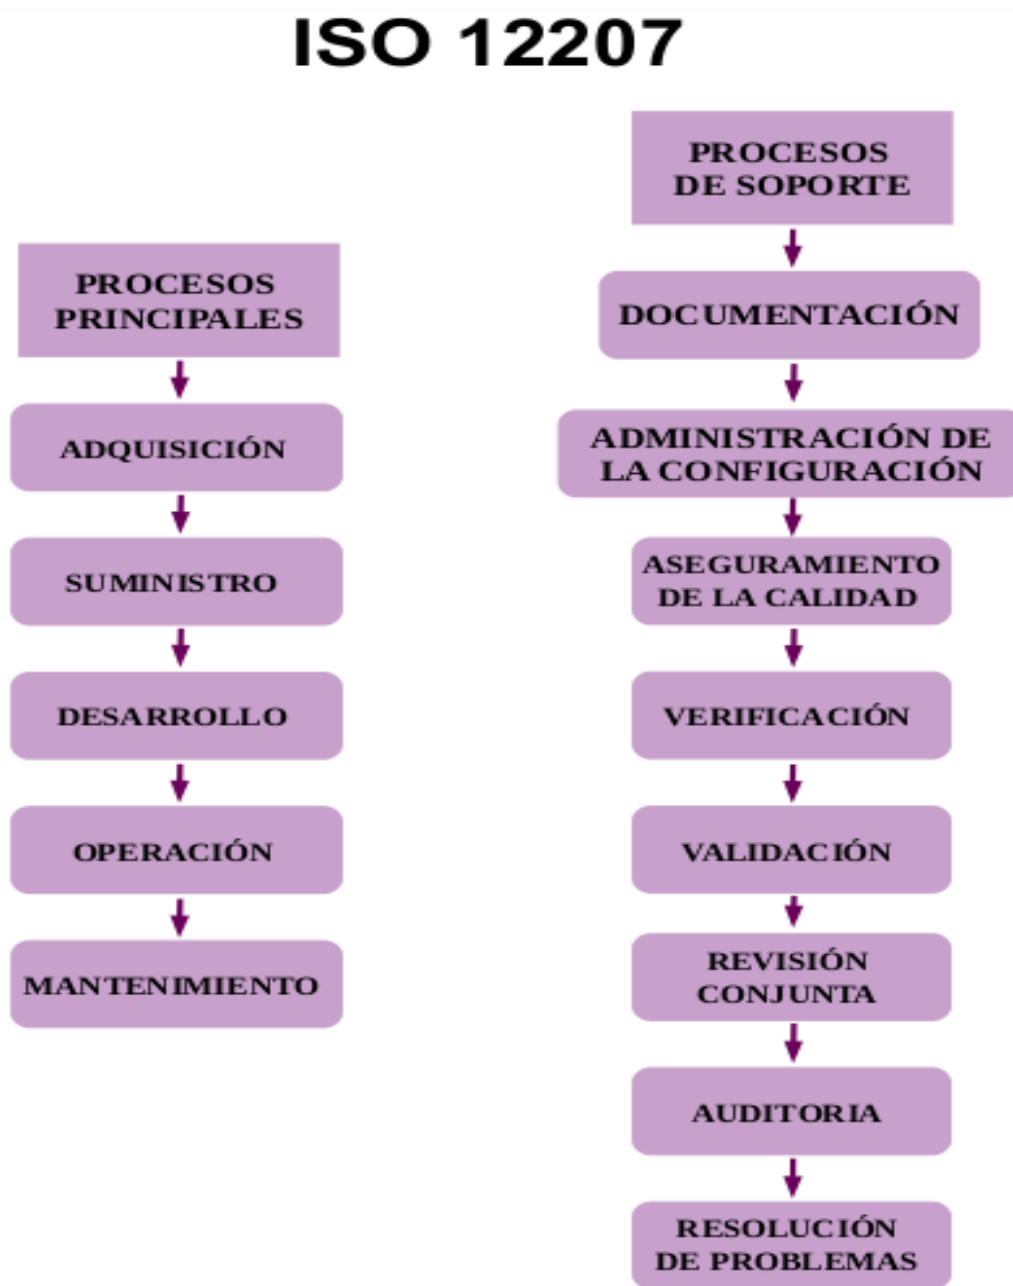 ISO 12207
PROCESOS
PRINCIPALES
ADQUISICIÓN
SUMINISTRO
DESARROLLO
OPERACIÓN
MANTENIMIENTO
PROCESOS
DE SOPORTE
DOCUMENTACIÓN
ADMINISTRACIÓN DE
LA CONFIGURACIÓN
ASEGURAMIENTO
DE LA CALIDAD
VERIFICACIÓN
VALIDACIÓN
REVISIÓN
CONJUNTA
AUDITORIA
RESOLUCIÓN
DE PROBLEMAS